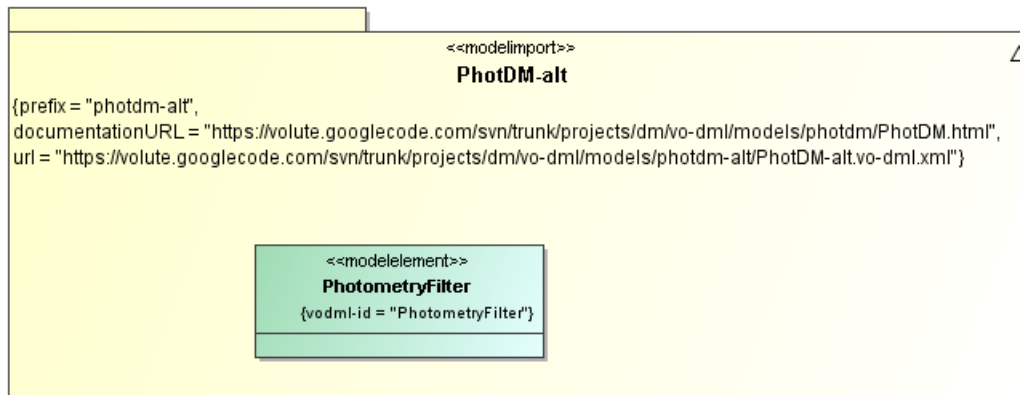 <<modelimport>>
PhotDM-alt
{prefix = "photdm-alt",
documentationURL = "https://volute.googlecode.com/svn/trunk/projects/dm/vo-dml/models/photdm/PhotDM.html",
url = "https://volute.googlecode.com/svn/trunk/projects/dm/vo-dml/models/photdm-alt/PhotDM-alt.vo-dml.xml"}
<<modelelement>>
PhotometryFilter
{vodml-id = "PhotometryFilter"}